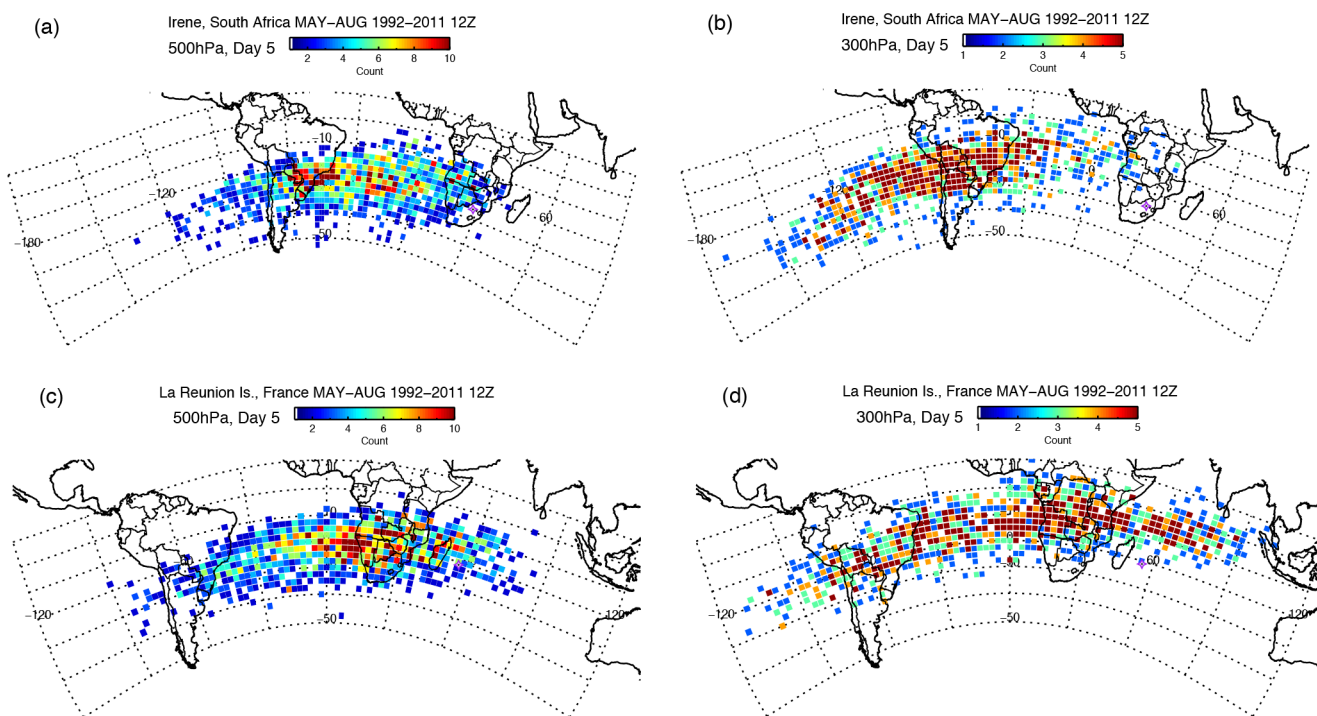 (a)
Irene, South Africa MAY−AUG 1992−2011 12Z
500hPa, Day 5
2 4 6 8 10
Count
−10
−120
−180
−50
60
(b)
Irene, South Africa MAY−AUG 1992−2011 12Z
300hPa, Day 5
1 2 3 4 5
Count
−180
−50
60
(c)
La Reunion Is., France MAY−AUG 1992−2011 12Z
500hPa, Day 5
2 4 6 8 10
Count
−120
−50
−120
(d)
La Reunion Is., France MAY−AUG 1992−2011 12Z
300hPa, Day 5
1 2 3 4 5
Count
−60
−120
−50
−120